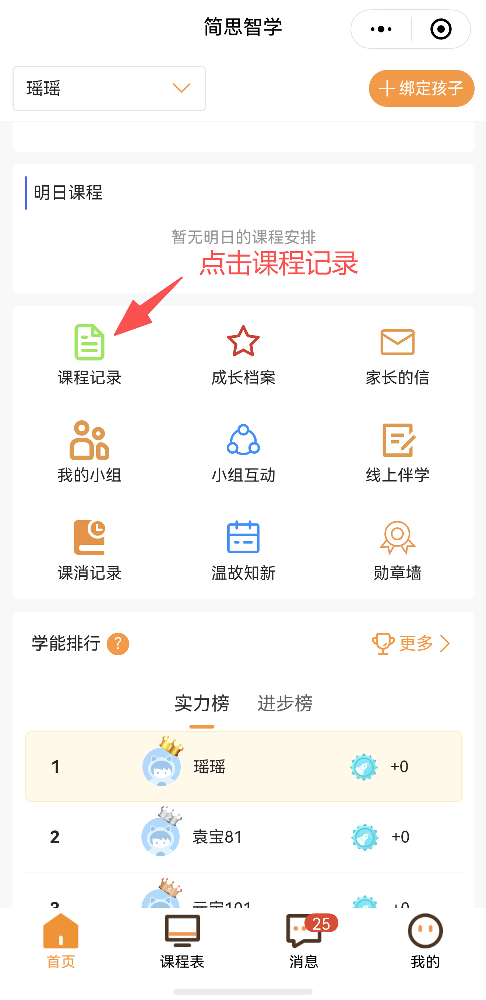 简思智学
瑶瑶
绑定孩子
明日课程
暂无明日的课程安排
点击课程记录
课程记录 成长档案 家长的信
我的小组 小组互动 线上伴学
课消记录 温故知新 勋章墙
学能排行 ? 更多
实力榜 进步榜
1 瑶瑶 +0
2 袁宝81 +0
3 +0
25
首页 课程表 消息 我的